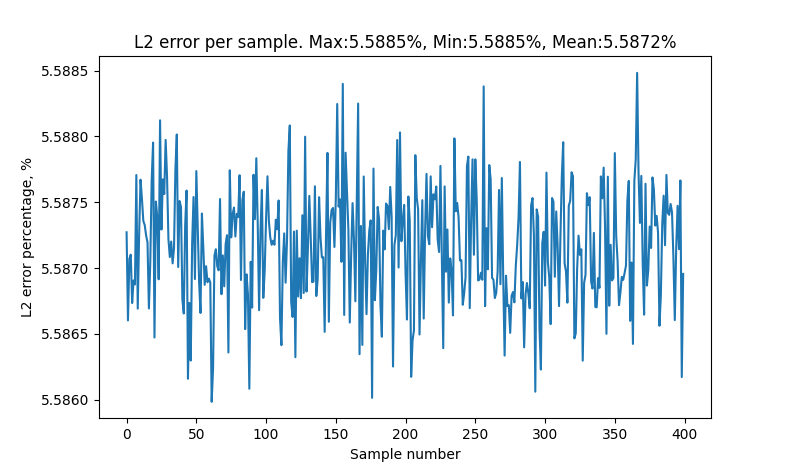 L2 error per sample. Max:5.5885%, Min:5.5885%, Mean:5.5872%
5.5885
5.5880
5.5875
5.5870
5.5865
5.5860
L2 error percentage, %
0 50 100 150 200 250 300 350 400
Sample number